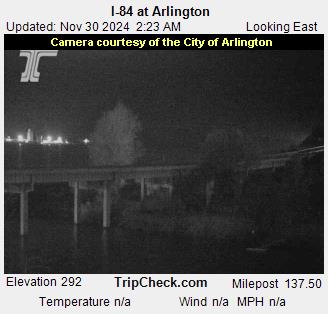 I-84 at Arlington
Updated: Nov 30 2024 2:23 AM Looking East
Camera courtesy of the City of Arlington
Elevation 292 TripCheck.com Milepost 137.50
Temperature n/a Wind n/a MPH n/a